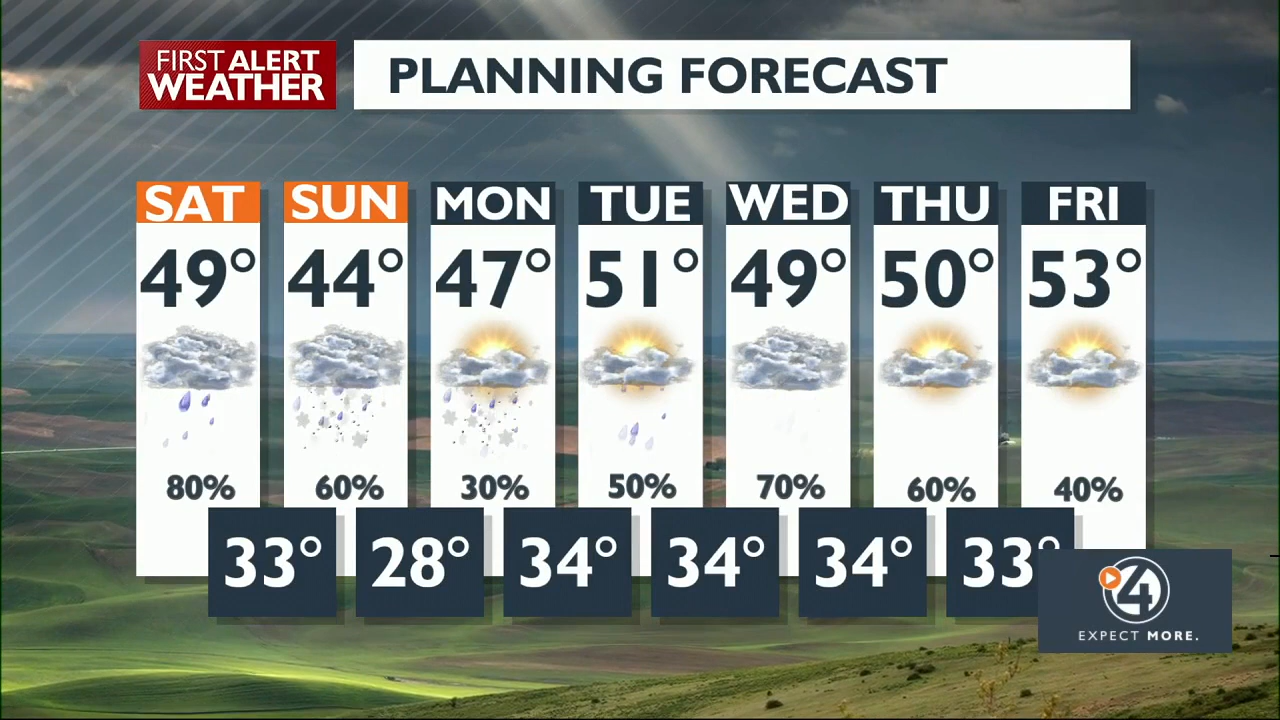 FIRST ALERT
WEATHER
PLANNING FORECAST
SAT SUN MON TUE WED THU FRI
49° 44° 47° 51° 49° 50° 53°
80% 60% 30% 50% 70% 60% 40%
33° 28° 34° 34° 34° 33°
4
EXPECT MORE.